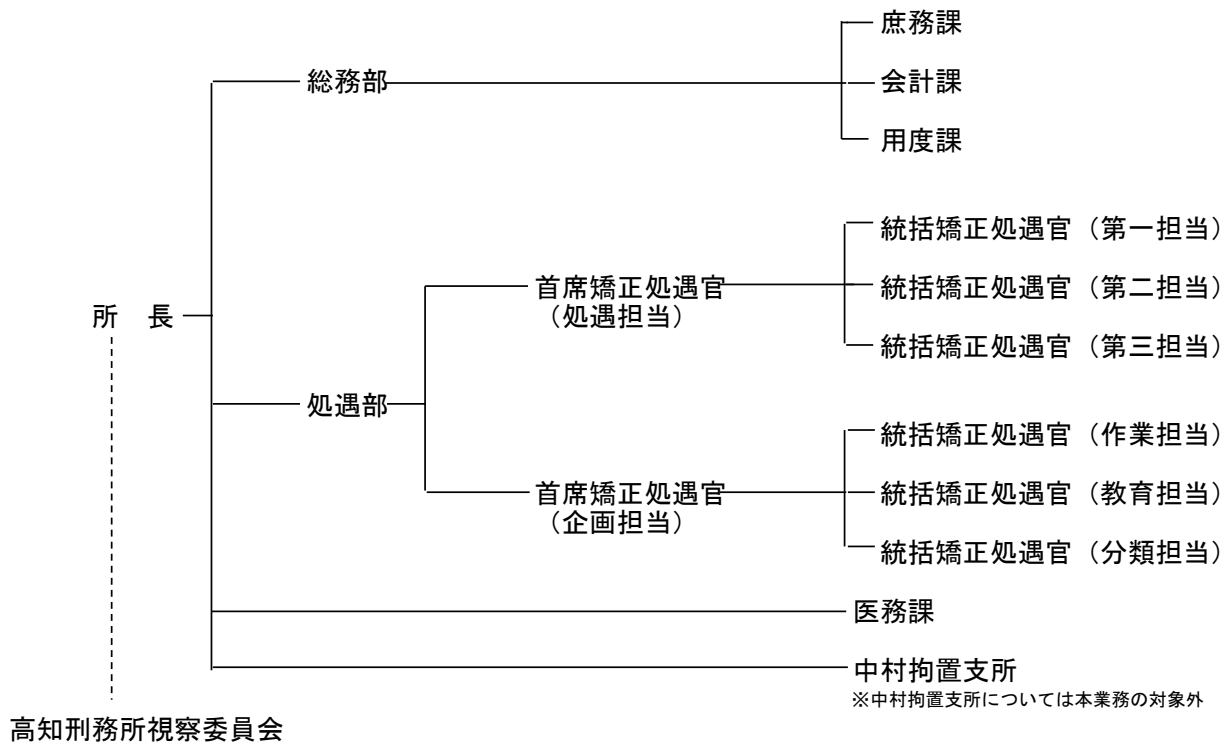 庶務課
総務部
会計課
用度課
統括矯正処遇官（第一担当）
首席矯正処遇官
（処遇担当）
統括矯正処遇官（第二担当）
所　長
統括矯正処遇官（第三担当）
処遇部
統括矯正処遇官（作業担当）
首席矯正処遇官
（企画担当）
統括矯正処遇官（教育担当）
統括矯正処遇官（分類担当）
医務課
中村拘置支所
※中村拘置支所については本業務の対象外
高知刑務所視察委員会